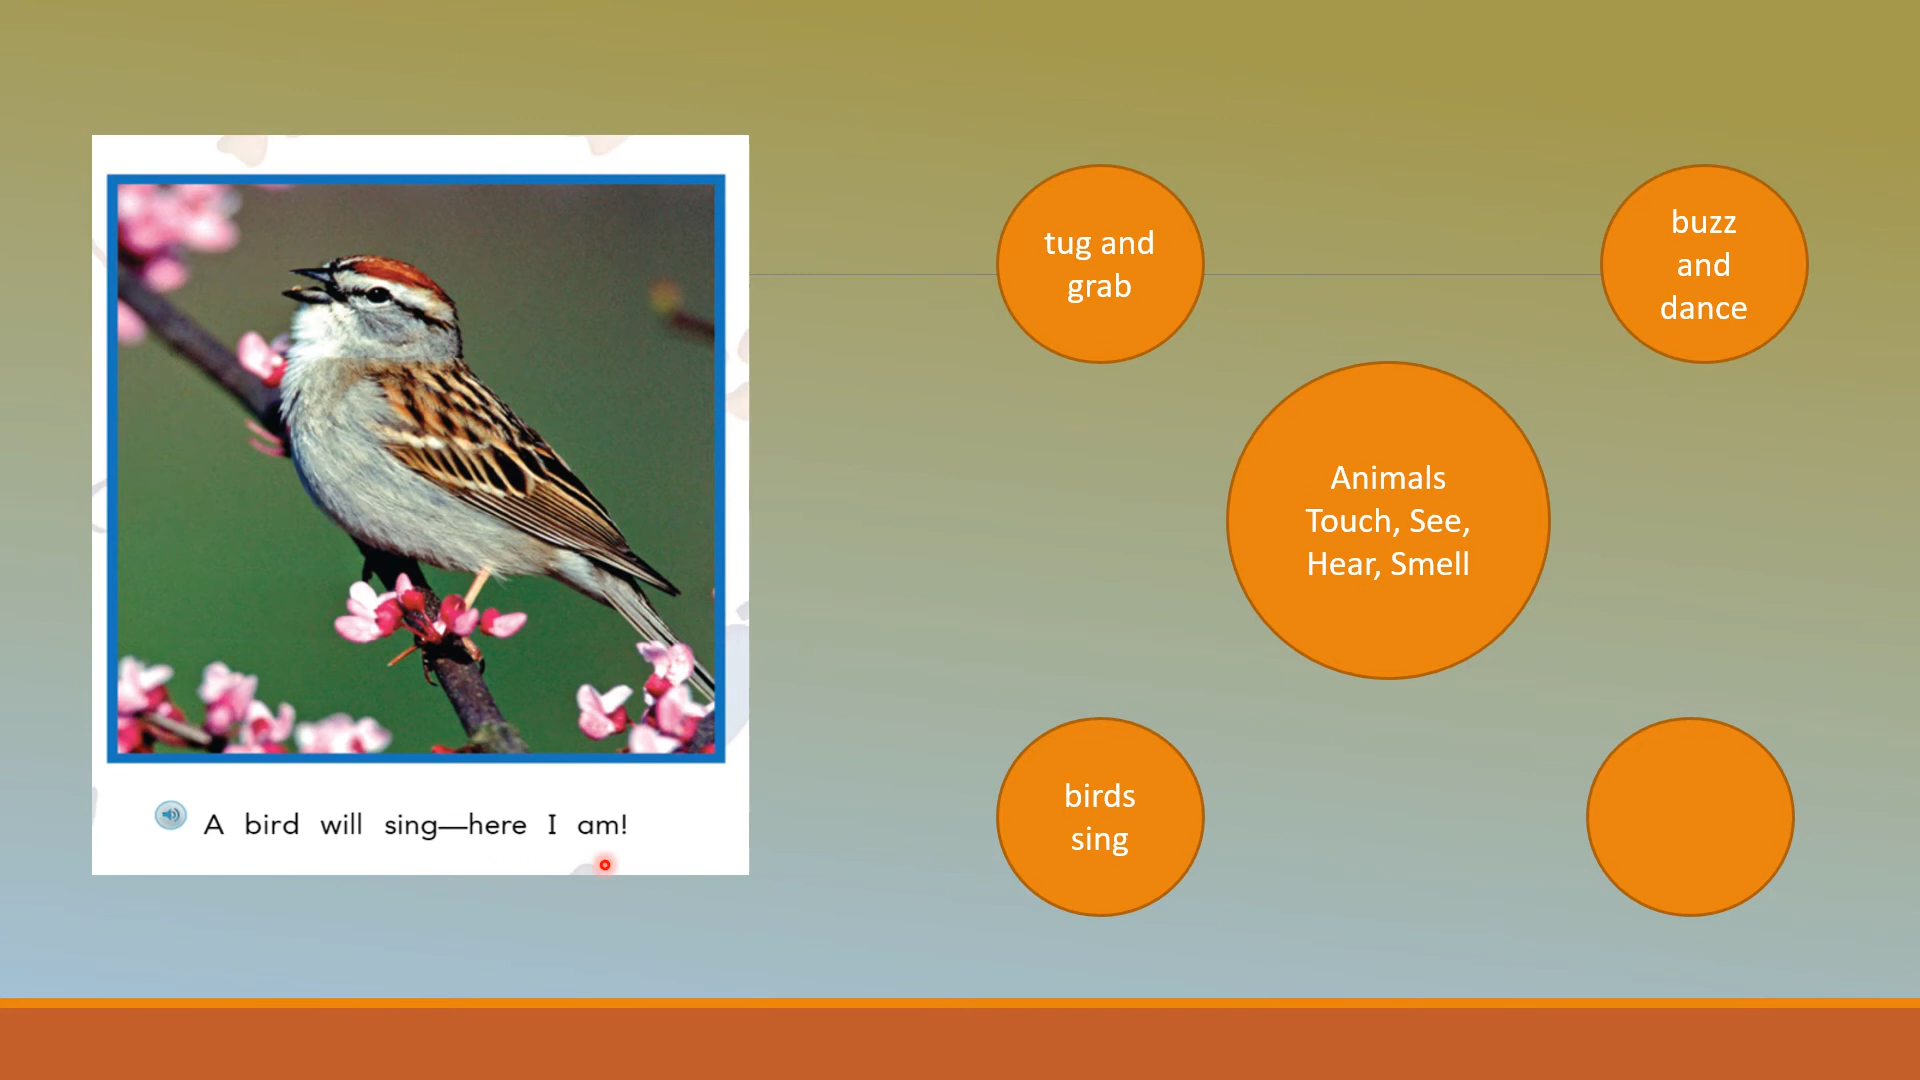 A bird will sing—here I am!
tug and
grab
buzz
and
dance
Animals
Touch, See,
Hear, Smell
birds
sing